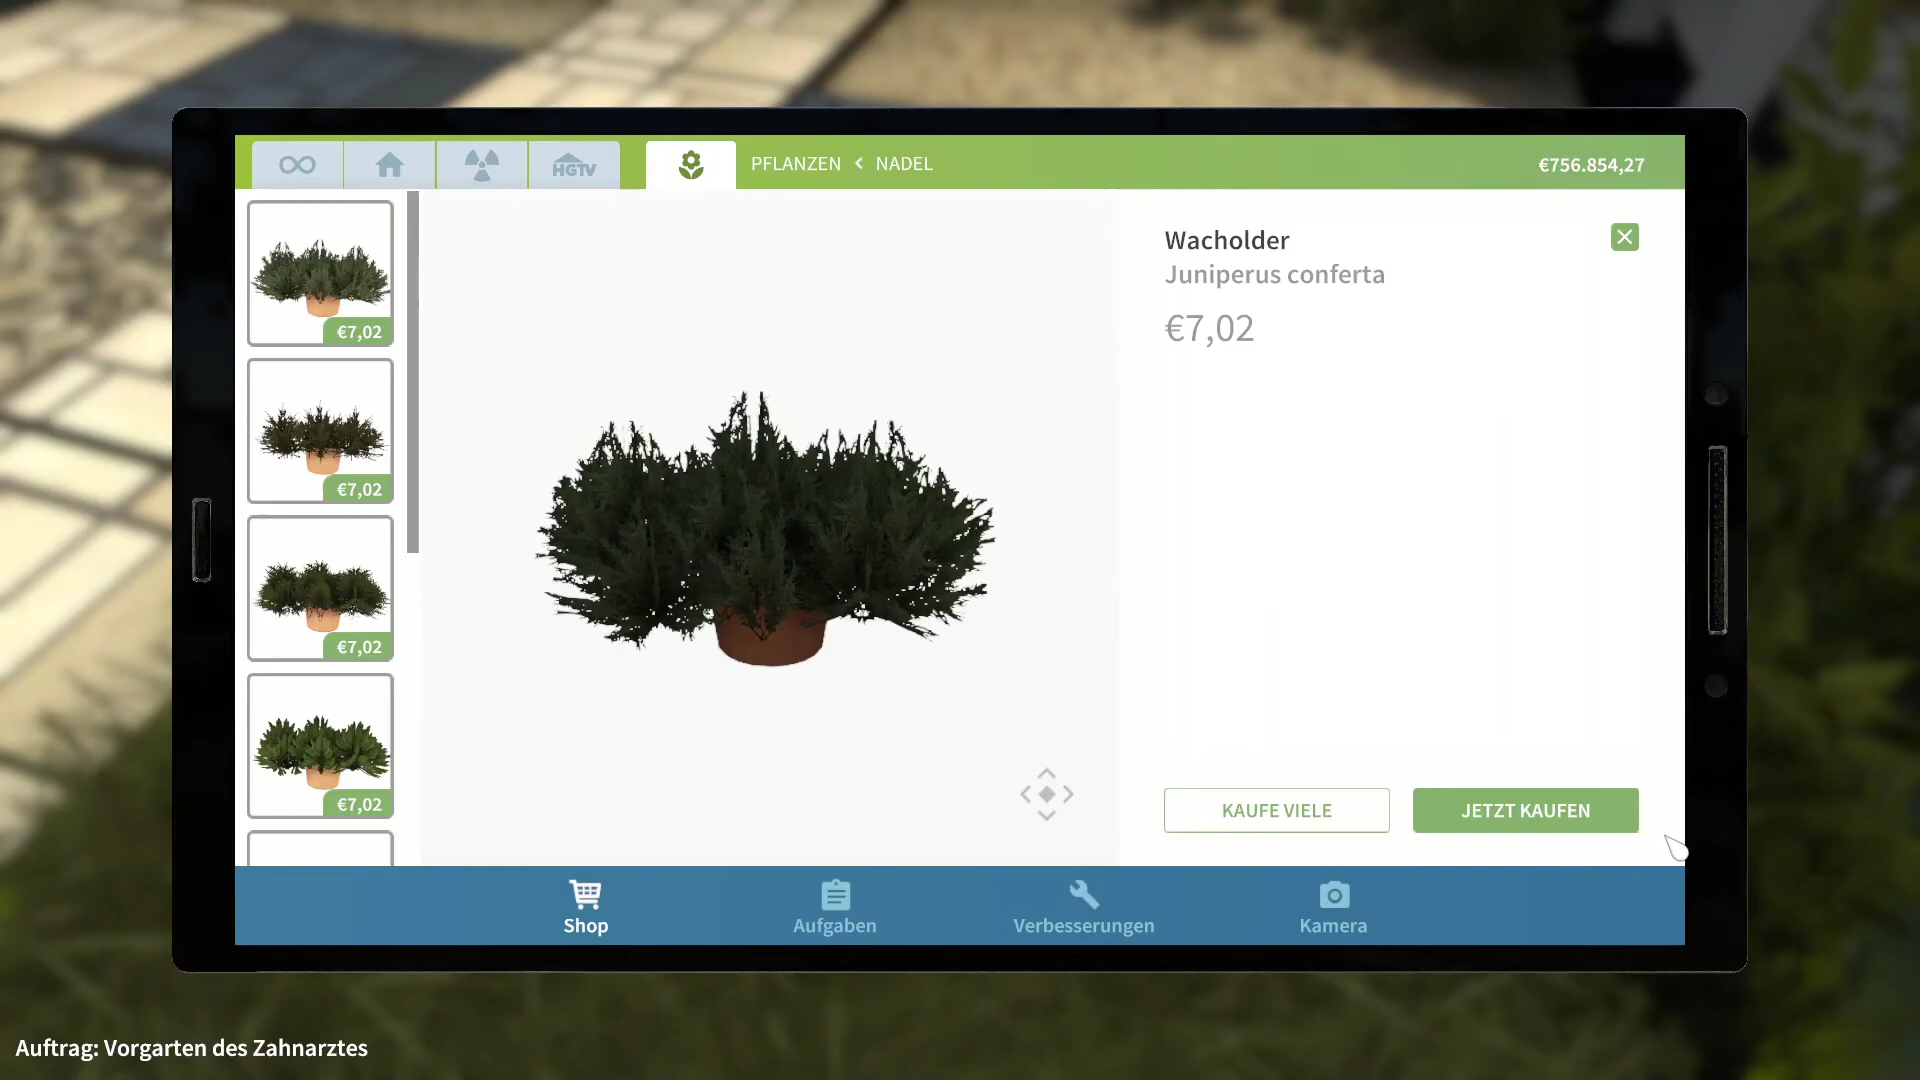 HGTV
PFLANZEN < NADEL
€756.854,27
€7,02
€7,02
€7,02
€7,02
Wacholder
Juniperus conferta
€7,02
KAUFE VIELE
JETZT KAUFEN
Shop
Aufgaben
Verbesserungen
Kamera
Auftrag: Vorgarten des Zahnarztes